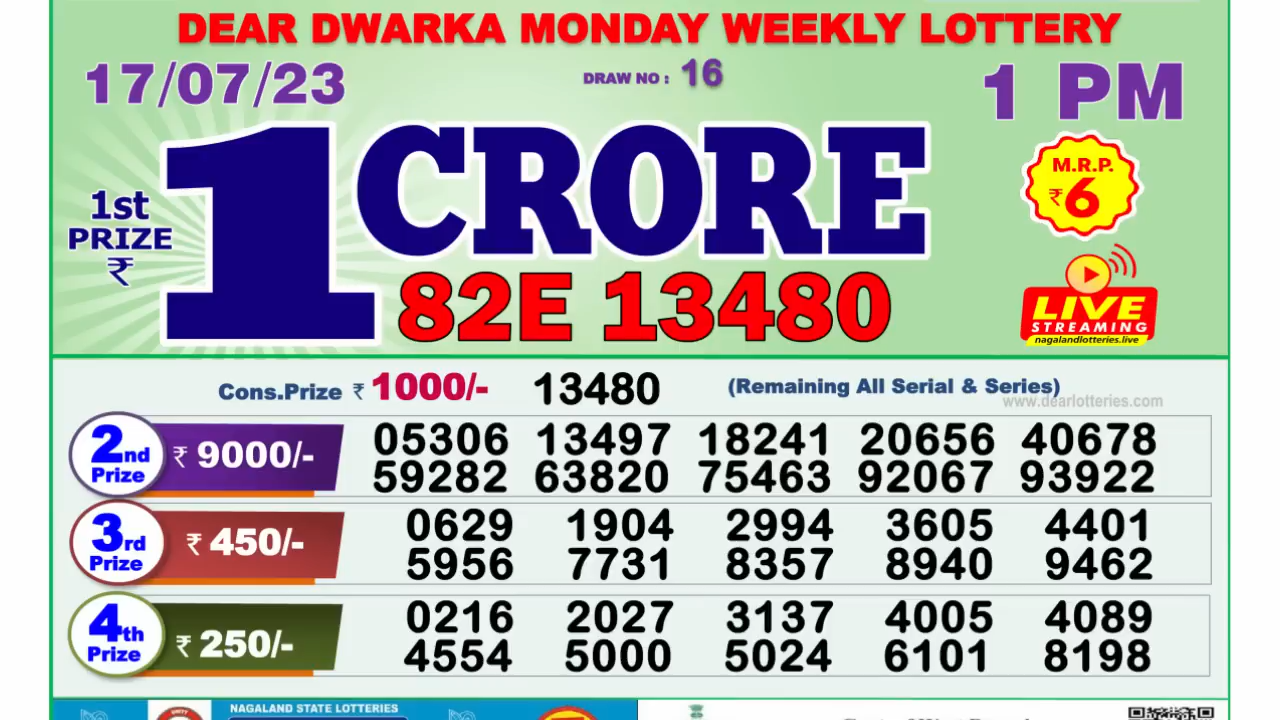 DEAR DWARKA MONDAY WEEKLY LOTTERY
17/07/23 DRAW NO : 16 1 PM
1st PRIZE ₹ 1 CRORE
82E 13480
M.R.P.
₹ 6
LIVE
STREAMING
nagalandlotteries.live
Cons.Prize ₹ 1000/- 13480 (Remaining All Serial & Series)
www.dearlotteries.com
2nd Prize ₹ 9000/-
05306 13497 18241 20656 40678
59282 63820 75463 92067 93922
3rd Prize ₹ 450/-
0629 1904 2994 3605 4401
5956 7731 8357 8940 9462
4th Prize ₹ 250/-
0216 2027 3137 4005 4089
4554 5000 5024 6101 8198
NAGALAND STATE LOTTERIES